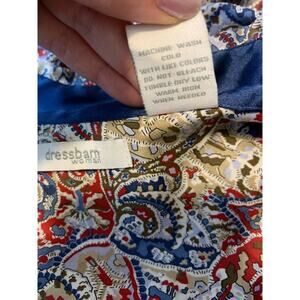 MACHINE WASH
COLD
WITH LIKE COLORS
DO NOT BLEACH
TUMBLE DRY LOW
WARM IRON
WHEN NEEDED
dressbarn
woman